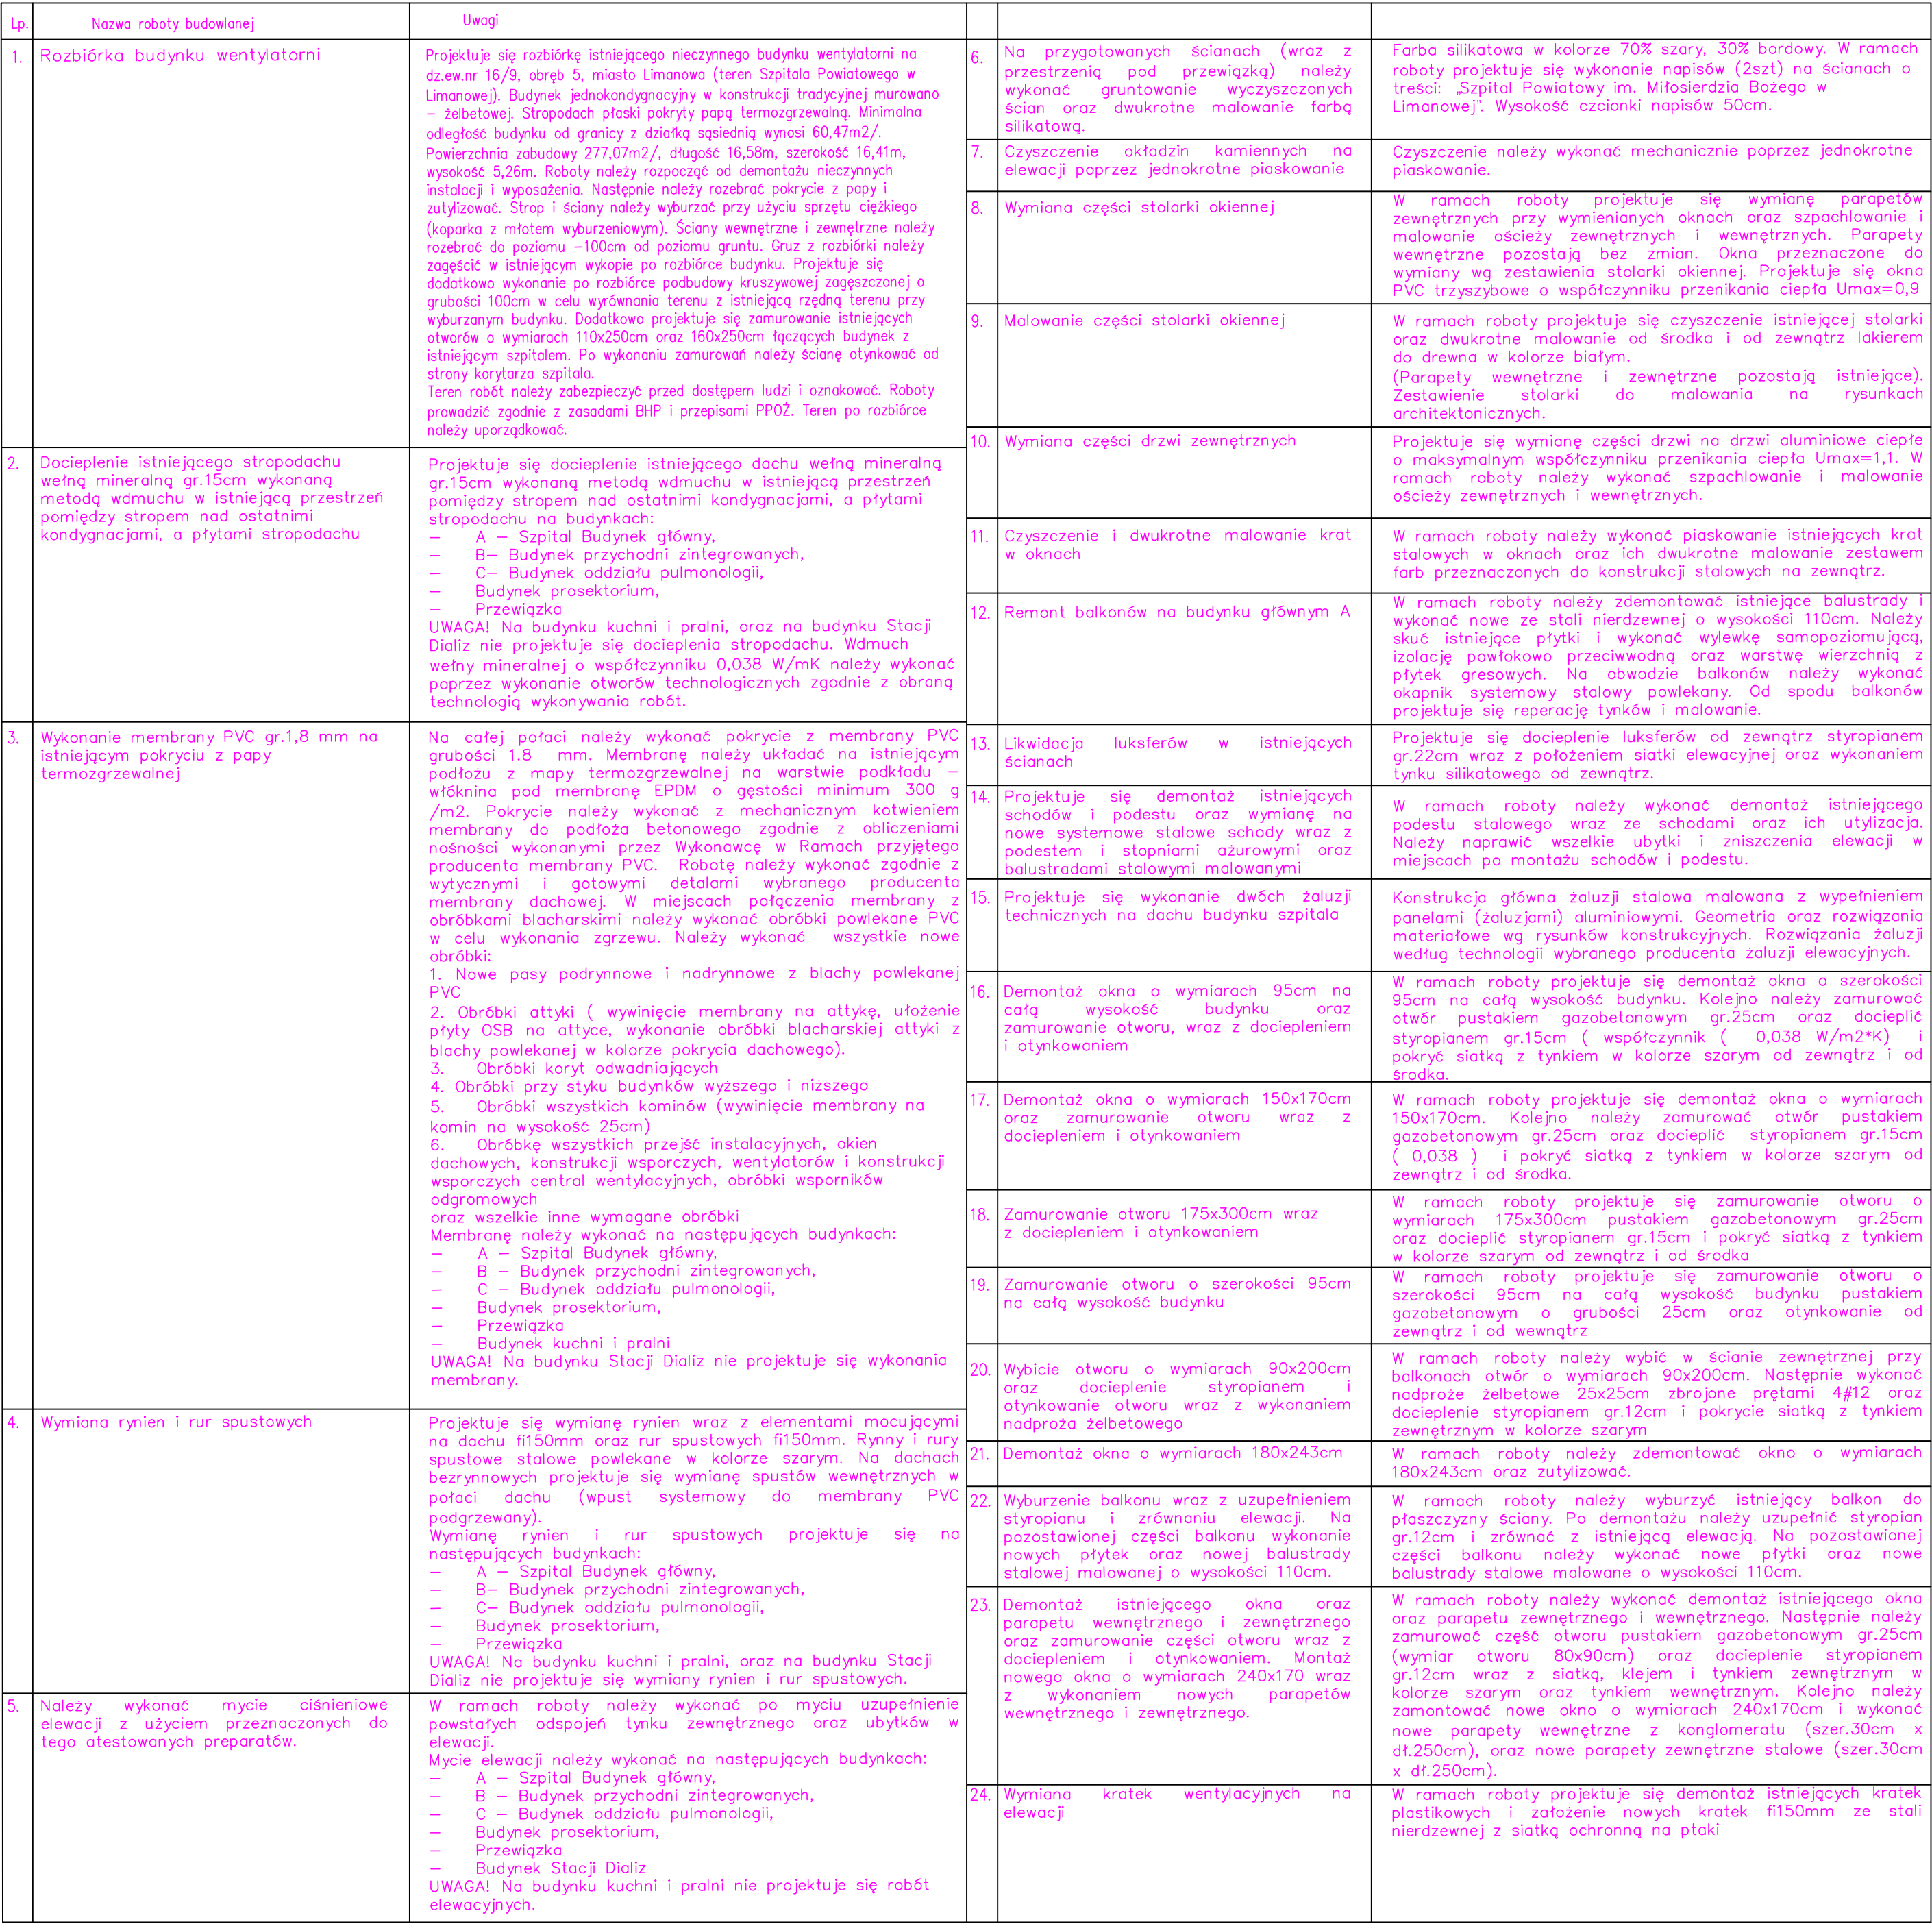 Lp.
Nazwa roboty budowlanej
Uwagi
1.
Rozbiórka budynku wentylatorni
Projektuje się rozbiórkę istniejącego nieczynnego budynku wentylatorni na
dz.ew.nr 16/9, obręb 5, miasto Limanowa (teren Szpitala Powiatowego w
Limanowej). Budynek jednokondygnacyjny w konstrukcji tradycyjnej murowano
– żelbetowej. Stropodach płaski pokryty papą termozgrzewalną. Minimalna
odległość budynku od granicy z działką sąsiednią wynosi 60,47m2/.
Powierzchnia zabudowy 277,07m2/, długość 16,58m, szerokość 16,41m,
wysokość 5,26m. Roboty należy rozpocząć od demontażu nieczynnych
instalacji i wyposażenia. Następnie należy rozebrać pokrycie z papy i
zutylizować. Strop i ściany należy wyburzać przy użyciu sprzętu ciężkiego
(koparka z młotem wyburzeniowym). Ściany wewnętrzne i zewnętrzne należy
rozebrać do poziomu –100cm od poziomu gruntu. Gruz z rozbiórki należy
zagęścić w istniejącym wykopie po rozbiórce budynku. Projektuje się
dodatkowo wykonanie po rozbiórce podbudowy kruszywowej zagęszczonej o
grubości 100cm w celu wyrównania terenu z istniejącą rzędną terenu przy
wyburzanym budynku. Dodatkowo projektuje się zamurowanie istniejących
otworów o wymiarach 110x250cm oraz 160x250cm łączących budynek z
istniejącym szpitalem. Po wykonaniu zamurowań należy ścianę otynkować od
strony korytarza szpitala.
Teren robót należy zabezpieczyć przed dostępem ludzi i oznakować. Roboty
prowadzić zgodnie z zasadami BHP i przepisami PPOŻ. Teren po rozbiórce
należy uporządkować.
2.
Docieplenie istniejącego stropodachu
wełną mineralną gr.15cm wykonaną
metodą wdmuchu w istniejącą przestrzeń
pomiędzy stropem nad ostatnimi
kondygnacjami, a płytami stropodachu
Projektuje się docieplenie istniejącego dachu wełną mineralną
gr.15cm wykonaną metodą wdmuchu w istniejącą przestrzeń
pomiędzy stropem nad ostatnimi kondygnacjami, a płytami
stropodachu na budynkach:
– A – Szpital Budynek główny,
– B– Budynek przychodni zintegrowanych,
– C– Budynek oddziału pulmonologii,
– Budynek prosektorium,
– Przewiązka
UWAGA! Na budynku kuchni i pralni, oraz na budynku Stacji
Dializ nie projektuje się docieplenia stropodachu. Wdmuch
wełny mineralnej o współczynniku 0,038 W/mK należy wykonać
poprzez wykonanie otworów technologicznych zgodnie z obraną
technologią wykonywania robót.
3.
Wykonanie membrany PVC gr.1,8 mm na
istniejącym pokryciu z papy
termozgrzewalnej
Na całej połaci należy wykonać pokrycie z membrany PVC
grubości 1.8 mm. Membranę należy układać na istniejącym
podłożu z mapy termozgrzewalnej na warstwie podkładu –
włóknina pod membranę EPDM o gęstości minimum 300 g
/m2. Pokrycie należy wykonać z mechanicznym kotwieniem
membrany do podłoża betonowego zgodnie z obliczeniami
nośności wykonanymi przez Wykonawcę w Ramach przyjętego
producenta membrany PVC. Robotę należy wykonać zgodnie z
wytycznymi i gotowymi detalami wybranego producenta
membrany dachowej. W miejscach połączenia membrany z
obróbkami blacharskimi należy wykonać obróbki powlekane PVC
w celu wykonania zgrzewu. Należy wykonać wszystkie nowe
obróbki:
1. Nowe pasy podrynnowe i nadrynnowe z blachy powlekanej
PVC
2. Obróbki attyki ( wywinięcie membrany na attykę, ułożenie
płyty OSB na attyce, wykonanie obróbki blacharskiej attyki z
blachy powlekanej w kolorze pokrycia dachowego).
3. Obróbki koryt odwadniających
4. Obróbki przy styku budynków wyższego i niższego
5. Obróbki wszystkich kominów (wywinięcie membrany na
komin na wysokość 25cm)
6. Obróbkę wszystkich przejść instalacyjnych, okien
dachowych, konstrukcji wsporczych, wentylatorów i konstrukcji
wsporczych central wentylacyjnych, obróbki wsporników
odgromowych
oraz wszelkie inne wymagane obróbki
Membranę należy wykonać na następujących budynkach:
– A – Szpital Budynek główny,
– B – Budynek przychodni zintegrowanych,
– C – Budynek oddziału pulmonologii,
– Budynek prosektorium,
– Przewiązka
– Budynek kuchni i pralni
UWAGA! Na budynku Stacji Dializ nie projektuje się wykonania
membrany.
4.
Wymiana rynien i rur spustowych
Projektuje się wymianę rynien wraz z elementami mocującymi
na dachu fi150mm oraz rur spustowych fi150mm. Rynny i rury
spustowe stalowe powlekane w kolorze szarym. Na dachach
bezrynnowych projektuje się wymianę spustów wewnętrznych w
połaci dachu (wpust systemowy do membrany PVC
podgrzewany).
Wymianę rynien i rur spustowych projektuje się na
następujących budynkach:
– A – Szpital Budynek główny,
– B– Budynek przychodni zintegrowanych,
– C– Budynek oddziału pulmonologii,
– Budynek prosektorium,
– Przewiązka
UWAGA! Na budynku kuchni i pralni, oraz na budynku Stacji
Dializ nie projektuje się wymiany rynien i rur spustowych.
5.
Należy wykonać mycie ciśnieniowe
elewacji z użyciem przeznaczonych do
tego atestowanych preparatów.
W ramach roboty należy wykonać po myciu uzupełnienie
powstałych odspojeń tynku zewnętrznego oraz ubytków w
elewacji.
Mycie elewacji należy wykonać na następujących budynkach:
– A – Szpital Budynek główny,
– B – Budynek przychodni zintegrowanych,
– C – Budynek oddziału pulmonologii,
– Budynek prosektorium,
– Przewiązka
– Budynek Stacji Dializ
UWAGA! Na budynku kuchni i pralni nie projektuje się robót
elewacyjnych.
6.
Na przygotowanych ścianach (wraz z
przestrzenią pod przewiązką) należy
wykonać gruntowanie wyczyszczonych
ścian oraz dwukrotne malowanie farbą
silikatową.
Farba silikatowa w kolorze 70% szary, 30% bordowy. W ramach
roboty projektuje się wykonanie napisów (2szt) na ścianach o
treści: „Szpital Powiatowy im. Miłosierdzia Bożego w
Limanowej". Wysokość czcionki napisów 50cm.
7.
Czyszczenie okładzin kamiennych na
elewacji poprzez jednokrotne piaskowanie
Czyszczenie należy wykonać mechanicznie poprzez jednokrotne
piaskowanie.
8.
Wymiana części stolarki okiennej
W ramach roboty projektuje się wymianę parapetów
zewnętrznych przy wymienianych oknach oraz szpachlowanie i
malowanie ościeży zewnętrznych i wewnętrznych. Parapety
wewnętrzne pozostają bez zmian. Okna przeznaczone do
wymiany wg zestawienia stolarki okiennej. Projektuje się okna
PVC trzyszybowe o współczynniku przenikania ciepła Umax=0,9
9.
Malowanie części stolarki okiennej
W ramach roboty projektuje się czyszczenie istniejącej stolarki
oraz dwukrotne malowanie od środka i od zewnątrz lakierem
do drewna w kolorze białym.
(Parapety wewnętrzne i zewnętrzne pozostają istniejące).
Zestawienie stolarki do malowania na rysunkach
architektonicznych.
10.
Wymiana części drzwi zewnętrznych
Projektuje się wymianę części drzwi na drzwi aluminiowe ciepłe
o maksymalnym współczynniku przenikania ciepła Umax=1,1. W
ramach roboty należy wykonać szpachlowanie i malowanie
ościeży zewnętrznych i wewnętrznych.
11.
Czyszczenie i dwukrotne malowanie krat
w oknach
W ramach roboty należy wykonać piaskowanie istniejących krat
stalowych w oknach oraz ich dwukrotne malowanie zestawem
farb przeznaczonych do konstrukcji stalowych na zewnątrz.
12.
Remont balkonów na budynku głównym A
W ramach roboty należy zdemontować istniejące balustrady i
wykonać nowe ze stali nierdzewnej o wysokości 110cm. Należy
skuć istniejące płytki i wykonać wylewkę samopoziomującą,
izolację powłokowo przeciwwodną oraz warstwę wierzchnią z
płytek gresowych. Na obwodzie balkonów należy wykonać
okapnik systemowy stalowy powlekany. Od spodu balkonów
projektuje się reperację tynków i malowanie.
13.
Likwidacja luksferów w istniejących
ścianach
Projektuje się docieplenie luksferów od zewnątrz styropianem
gr.22cm wraz z położeniem siatki elewacyjnej oraz wykonaniem
tynku silikatowego od zewnątrz.
14.
Projektuje się demontaż istniejących
schodów i podestu oraz wymianę na
nowe systemowe stalowe schody wraz z
podestem i stopniami ażurowymi oraz
balustradami stalowymi malowanymi
W ramach roboty należy wykonać demontaż istniejącego
podestu stalowego wraz ze schodami oraz ich utylizacja.
Należy naprawić wszelkie ubytki i zniszczenia elewacji w
miejscach po montażu schodów i podestu.
15.
Projektuje się wykonanie dwóch żaluzji
technicznych na dachu budynku szpitala
Konstrukcja główna żaluzji stalowa malowana z wypełnieniem
panelami (żaluzjami) aluminiowymi. Geometria oraz rozwiązania
materiałowe wg rysunków konstrukcyjnych. Rozwiązania żaluzji
według technologii wybranego producenta żaluzji elewacyjnych.
16.
Demontaż okna o wymiarach 95cm na
całą wysokość budynku oraz
zamurowanie otworu, wraz z dociepleniem
i otynkowaniem
W ramach roboty projektuje się demontaż okna o szerokości
95cm na całą wysokość budynku. Kolejno należy zamurować
otwór pustakiem gazobetonowym gr.25cm oraz docieplić
styropianem gr.15cm ( współczynnik ( 0,038 W/m2*K) i
pokryć siatką z tynkiem w kolorze szarym od zewnątrz i od
środka.
17.
Demontaż okna o wymiarach 150x170cm
oraz zamurowanie otworu wraz z
dociepleniem i otynkowaniem
W ramach roboty projektuje się demontaż okna o wymiarach
150x170cm. Kolejno należy zamurować otwór pustakiem
gazobetonowym gr.25cm oraz docieplić styropianem gr.15cm
( 0,038 ) i pokryć siatką z tynkiem w kolorze szarym od
zewnątrz i od środka.
18.
Zamurowanie otworu 175x300cm wraz
z dociepleniem i otynkowaniem
W ramach roboty projektuje się zamurowanie otworu o
wymiarach 175x300cm pustakiem gazobetonowym gr.25cm
oraz docieplić styropianem gr.15cm i pokryć siatką z tynkiem
w kolorze szarym od zewnątrz i od środka
19.
Zamurowanie otworu o szerokości 95cm
na całą wysokość budynku
W ramach roboty projektuje się zamurowanie otworu o
szerokości 95cm na całą wysokość budynku pustakiem
gazobetonowym o grubości 25cm oraz otynkowanie od
zewnątrz i od wewnątrz
20.
Wybicie otworu o wymiarach 90x200cm
oraz docieplenie styropianem i
otynkowanie otworu wraz z wykonaniem
nadproża żelbetowego
W ramach roboty należy wybić w ścianie zewnętrznej przy
balkonach otwór o wymiarach 90x200cm. Następnie wykonać
nadproże żelbetowe 25x25cm zbrojone prętami 4#12 oraz
docieplenie styropianem gr.12cm i pokrycie siatką z tynkiem
zewnętrznym w kolorze szarym
21.
Demontaż okna o wymiarach 180x243cm
W ramach roboty należy zdemontować okno o wymiarach
180x243cm oraz zutylizować.
22.
Wyburzenie balkonu wraz z uzupełnieniem
styropianu i zrównaniu elewacji. Na
pozostawionej części balkonu wykonanie
nowych płytek oraz nowej balustrady
stalowej malowanej o wysokości 110cm.
W ramach roboty należy wyburzyć istniejący balkon do
płaszczyzny ściany. Po demontażu należy uzupełnić styropian
gr.12cm i zrównać z istniejącą elewacją. Na pozostawionej
części balkonu należy wykonać nowe płytki oraz nowe
balustrady stalowe malowane o wysokości 110cm.
23.
Demontaż istniejącego okna oraz
parapetu wewnętrznego i zewnętrznego
oraz zamurowanie części otworu wraz z
dociepleniem i otynkowaniem. Montaż
nowego okna o wymiarach 240x170 wraz
z wykonaniem nowych parapetów
wewnętrznego i zewnętrznego.
W ramach roboty należy wykonać demontaż istniejącego okna
oraz parapetu zewnętrznego i wewnętrznego. Następnie należy
zamurować część otworu pustakiem gazobetonowym gr.25cm
(wymiar otworu 80x90cm) oraz docieplenie styropianem
gr.12cm wraz z siatką, klejem i tynkiem zewnętrznym w
kolorze szarym oraz tynkiem wewnętrznym. Kolejno należy
zamontować nowe okno o wymiarach 240x170cm i wykonać
nowe parapety wewnętrzne z konglomeratu (szer.30cm x
dł.250cm), oraz nowe parapety zewnętrzne stalowe (szer.30cm
x dł.250cm).
24.
Wymiana kratek wentylacyjnych na
elewacji
W ramach roboty projektuje się demontaż istniejących kratek
plastikowych i założenie nowych kratek fi150mm ze stali
nierdzewnej z siatką ochronną na ptaki